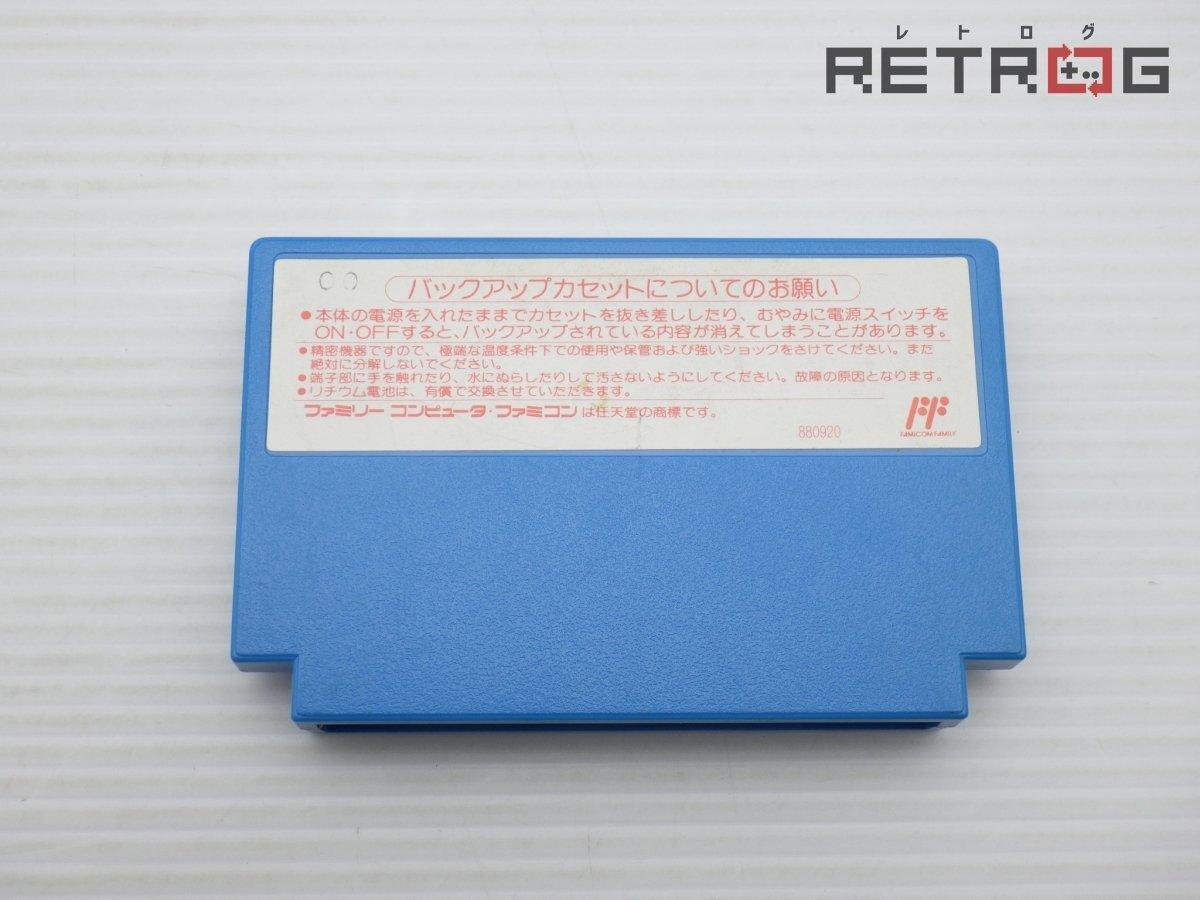 レトログ
RETROG
バックアップカセットについてのお願い
●本体の電源を入れたままでカセットを抜き差ししたり、むやみに電源スイッチを
ON・OFFすると、バックアップされている内容が消えてしまうことがあります。
●精密機器ですので、極端な温度条件下での使用や保管および強いショックをさけてください。また
絶対に分解しないでください。
●端子部に手を触れたり、水にぬらしたりして汚さないようにしてください。故障の原因となります。
●リチウム電池は、有償で交換させていただきます。
ファミリーコンピュータ・ファミコンは任天堂の商標です。
880920
FAMICOM FAMILY